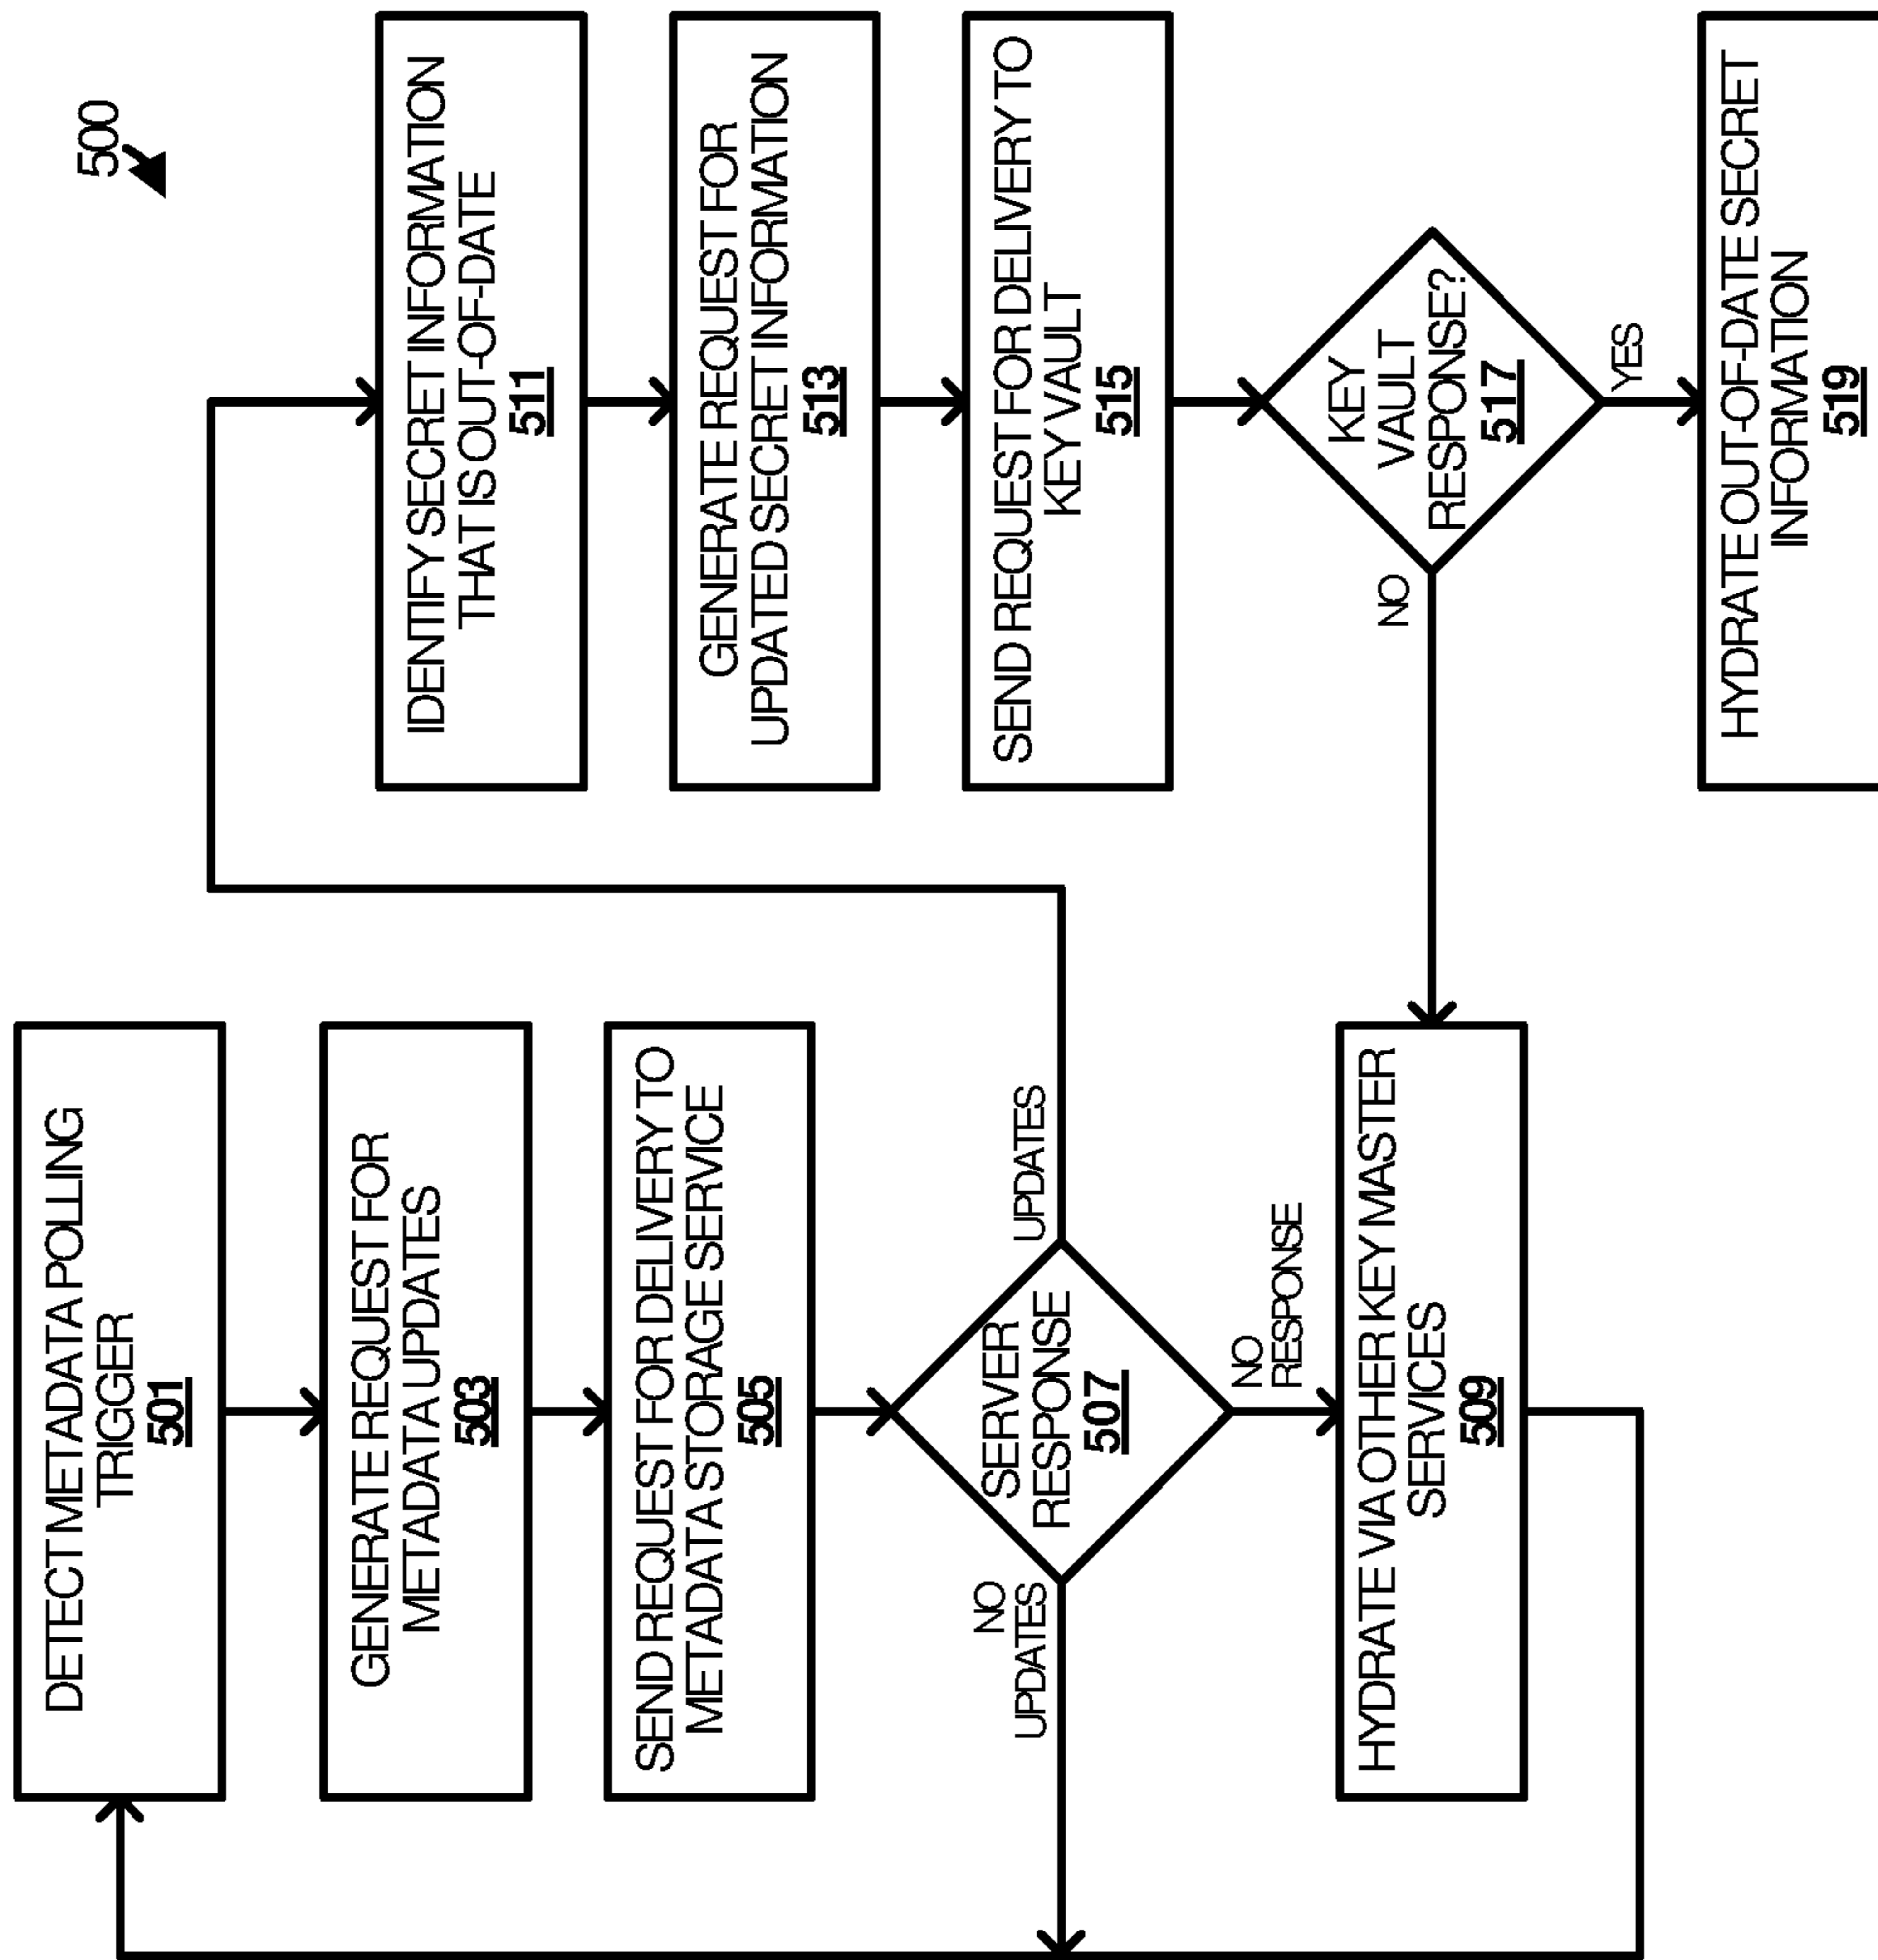 500
DETECT METADATA POLLING
TRIGGER
501
GENERATE REQUEST FOR
METADATA UPDATES
503
SEND REQUEST FOR DELIVERY TO
METADATA STORAGE SERVICE
505
SERVER
RESPONSE
507
NO
UPDATES
UPDATES
NO
RESPONSE
HYDRATE VIA OTHER KEY MASTER
SERVICES
509
IDENTIFY SECRET INFORMATION
THAT IS OUT-OF-DATE
511
GENERATE REQUEST FOR
UPDATED SECRET INFORMATION
513
SEND REQUEST FOR DELIVERY TO
KEY VAULT
515
KEY
VAULT
RESPONSE?
517
NO
YES
HYDRATE OUT-OF-DATE SECRET
INFORMATION
519